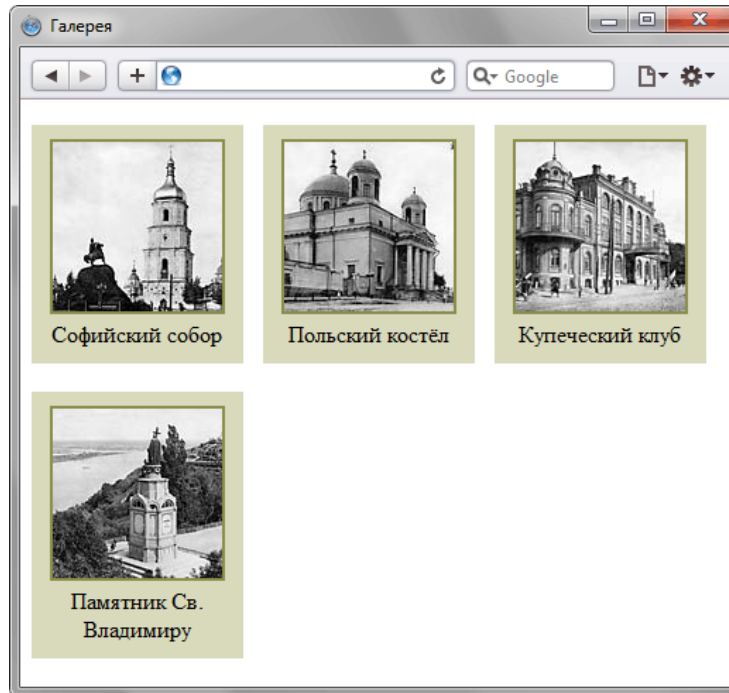 Галерея
Google
Софийский собор
Польский костёл
Купеческий клуб
Памятник Св.
Владимиру